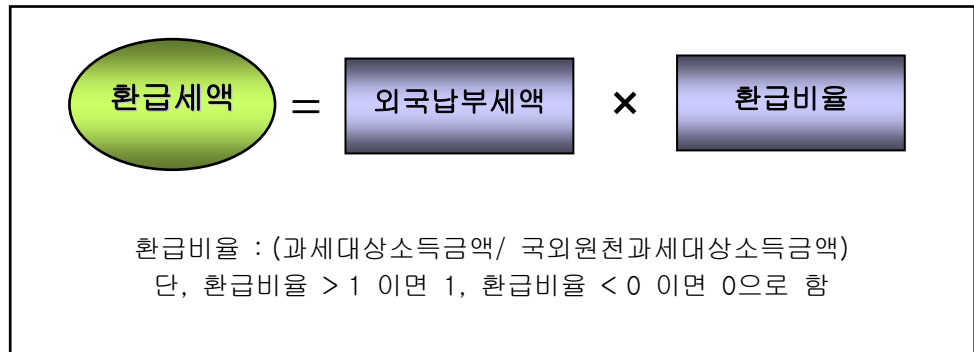 환급세액 = 외국납부세액 × 환급비율
환급비율 : (과세대상소득금액/ 국외원천과세대상소득금액)
단, 환급비율 > 1 이면 1, 환급비율 < 0 이면 0으로 함